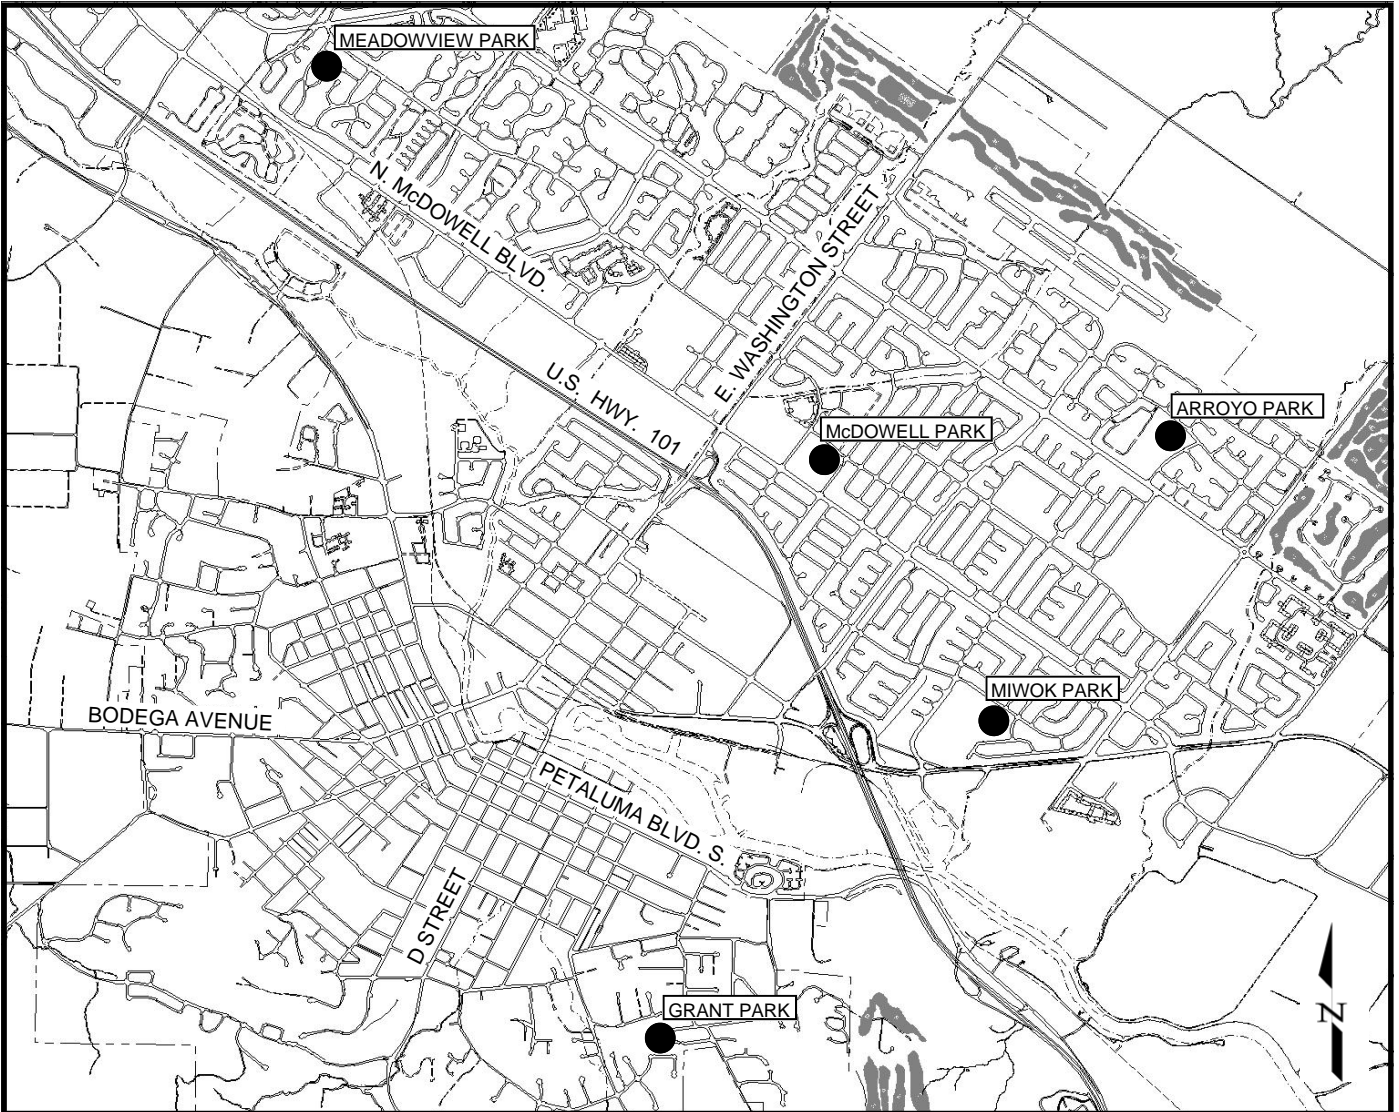 MEADOWVIEW PARK
N. McDOWELL BLVD.
E. WASHINGTON STREET
U.S. HWY. 101
ARROYO PARK
McDOWELL PARK
MIWOK PARK
BODEGA AVENUE
PETALUMA BLVD. S.
D STREET
GRANT PARK
N